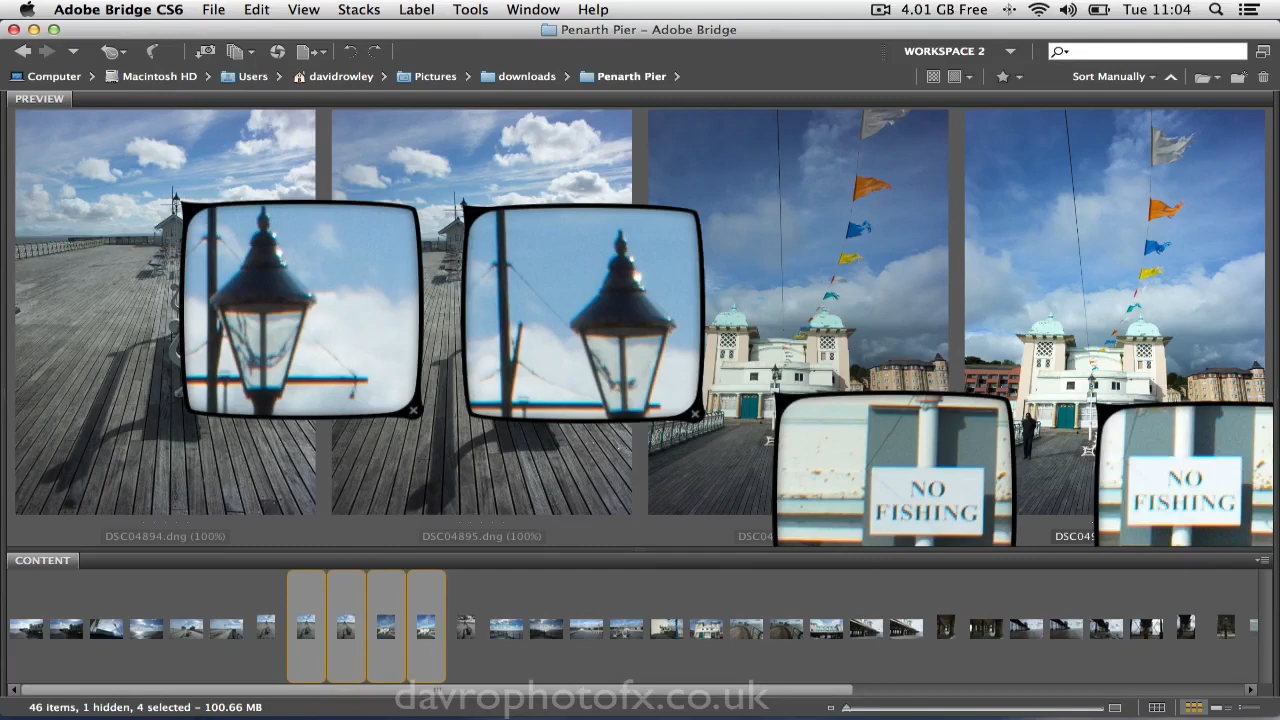 Adobe Bridge CS6 File Edit View Stacks Label Tools Window Help 4.01 GB Free Tue 11:04
Penarth Pier – Adobe Bridge
WORKSPACE 2
Computer Macintosh HD Users davidrowley Pictures downloads Penarth Pier Sort Manually
PREVIEW
NO
FISHING
NO
FISHING
DSC04894.dng (100%) DSC04895.dng (100%)
CONTENT
davrophotofx.co.uk
46 items, 1 hidden, 4 selected – 100.66 MB